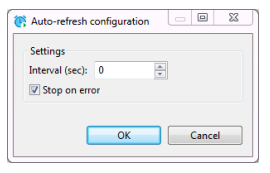 Auto-refresh configuration
Settings
Interval (sec): 0
Stop on error
OK Cancel